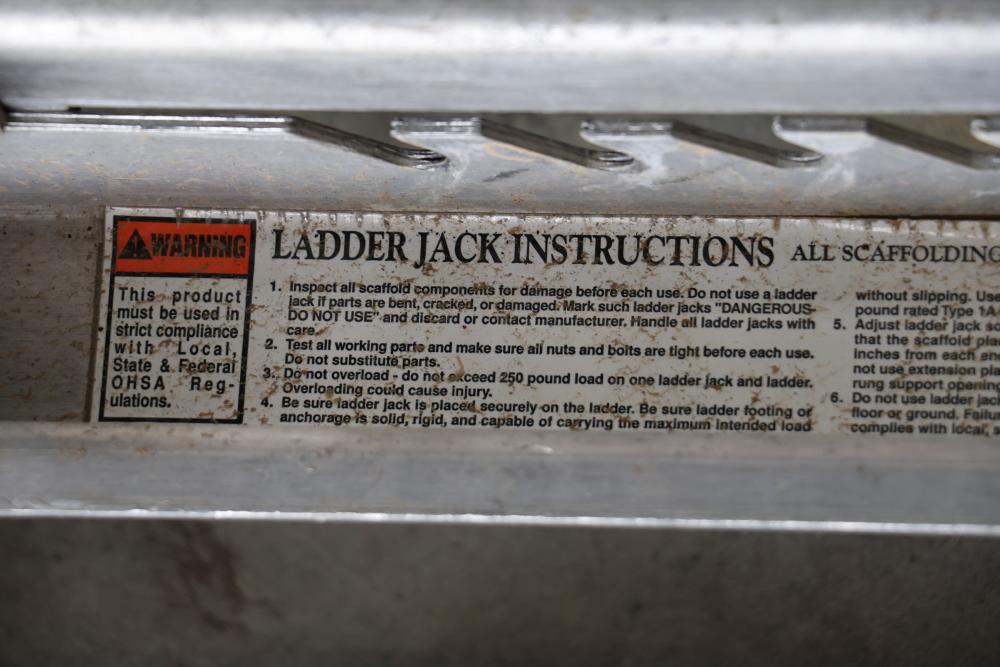 WARNING
This product
must be used in
strict compliance
with Local,
State & Federal
OHSA Reg-
ulations.
LADDER JACK INSTRUCTIONS ALL SCAFFOLDING
1. Inspect all scaffold components for damage before each use. Do not use a ladder
jack if parts are bent, cracked, or damaged. Mark such ladder jacks "DANGEROUS-
DO NOT USE" and discard or contact manufacturer. Handle all ladder jacks with
care.
2. Test all working parts and make sure all nuts and bolts are tight before each use.
Do not substitute parts.
3. Do not overload - do not exceed 250 pound load on one ladder jack and ladder.
Overloading could cause injury.
4. Be sure ladder jack is placed securely on the ladder. Be sure ladder footing or
anchorage is solid, rigid, and capable of carrying the maximum intended load
without slipping. Use
pound rated Type 1A
5. Adjust ladder jack so
that the scaffold
inches from each
not use extension
rung support
6. Do not use ladder
floor or ground.
complies with local,